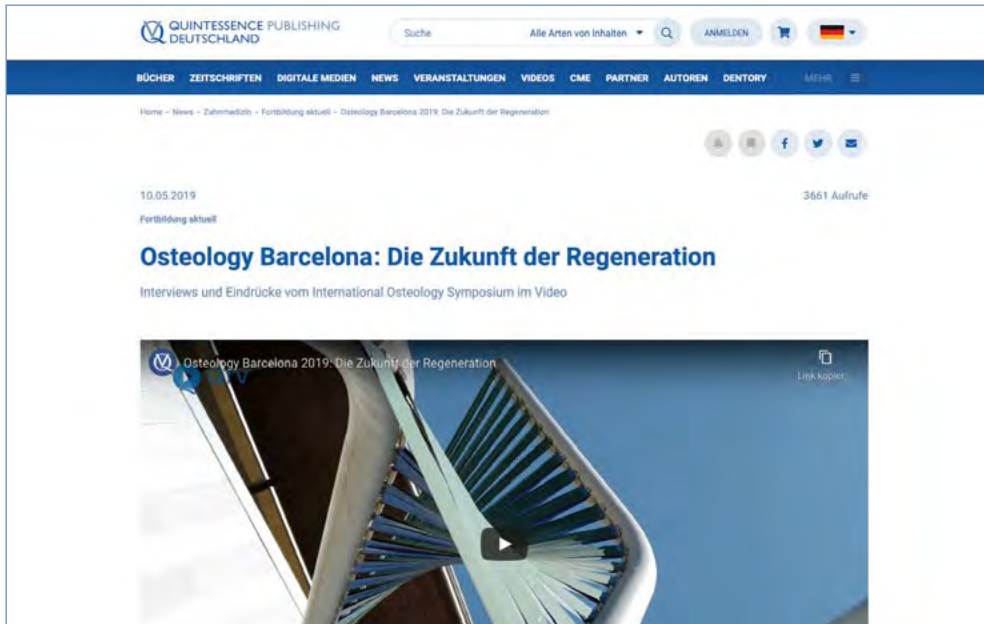 QUINTESSENCE PUBLISHING
DEUTSCHLAND
Suche
Alle Arten von Inhalten
ANMELDEN
BÜCHER ZEITSCHRIFTEN DIGITALE MEDIEN NEWS VERANSTALTUNGEN VIDEOS CME PARTNER AUTOREN DENTORY MEHR
Home – News – Zahnmedizin – Fortbildung aktuell – Osteology Barcelona 2019: Die Zukunft der Regeneration
10.05.2019
3661 Aufrufe
Fortbildung aktuell
Osteology Barcelona: Die Zukunft der Regeneration
Interviews und Eindrücke vom International Osteology Symposium im Video
Osteology Barcelona 2019: Die Zukunft der Regeneration
Link kopier...